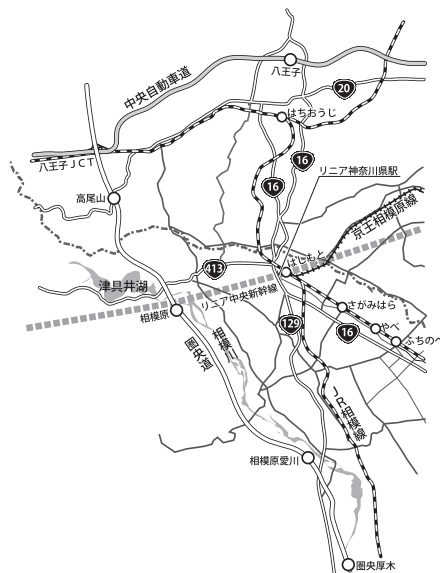 八王子
中央自動車道
20
はちおうじ
八王子JCT
16
リニア神奈川県駅
16
高尾山
京王相模原線
はしもと
413
津具井湖
リニア中央新幹線
さがみはら
相模原
129
16
やべ
ふちのべ
相模川
圏央道
JR相模線
相模原愛川
圏央厚木